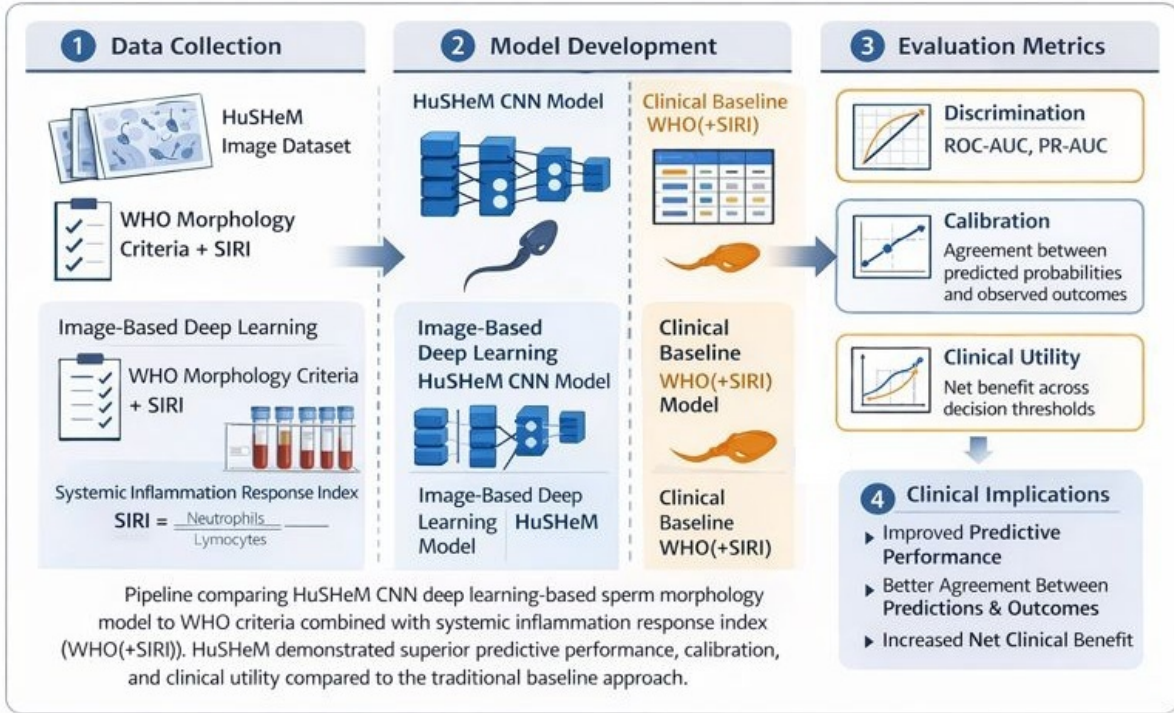 1 Data Collection
HuSHeM
Image Dataset
WHO Morphology
Criteria + SIRI
Image-Based Deep Learning
WHO Morphology Criteria
+ SIRI
Systemic Inflammation Response Index
SIRI = Neutrophils
Lymocytes
2 Model Development
HuSHeM CNN Model
Clinical Baseline
WHO(+SIRI)
Image-Based
Deep Learning
HuSHeM CNN Model
Image-Based Deep
Learning
Model
HuSHeM
Clinical
Baseline
WHO(+SIRI)
Model
Clinical
Baseline
WHO(+SIRI)
3 Evaluation Metrics
Discrimination
ROC-AUC, PR-AUC
Calibration
Agreement between
predicted probabilities
and observed outcomes
Clinical Utility
Net benefit across
decision thresholds
4 Clinical Implications
Improved Predictive
Performance
Better Agreement Between
Predictions & Outcomes
Increased Net Clinical Benefit
Pipeline comparing HuSHeM CNN deep learning-based sperm morphology
model to WHO criteria combined with systemic inflammation response index
(WHO(+SIRI)). HuSHeM demonstrated superior predictive performance, calibration,
and clinical utility compared to the traditional baseline approach.